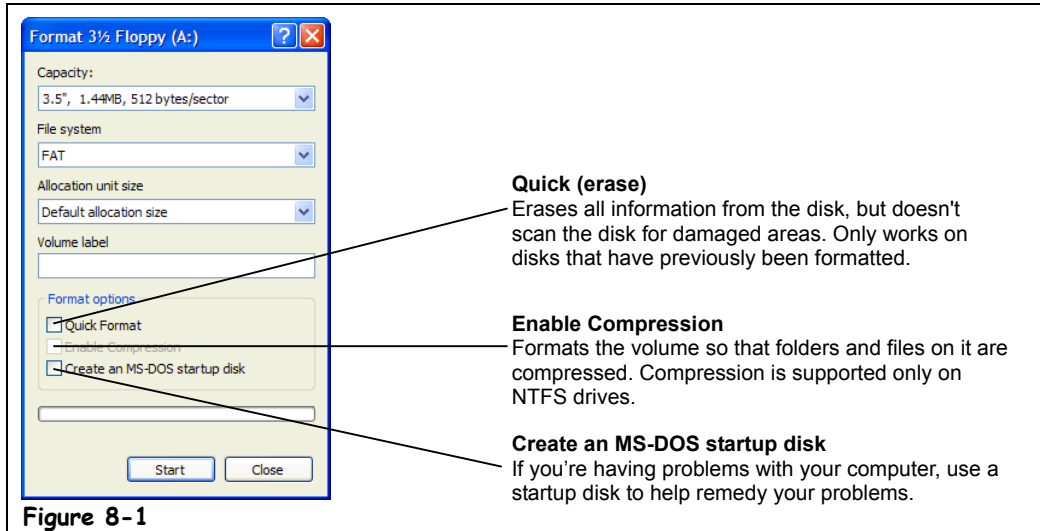 Format 3½ Floppy (A:)
Capacity:
3.5", 1.44MB, 512 bytes/sector
File system
FAT
Allocation unit size
Default allocation size
Volume label
Format options
Quick Format
Enable Compression
Create an MS-DOS startup disk
Start
Close
Quick (erase)
Erases all information from the disk, but doesn't
scan the disk for damaged areas. Only works on
disks that have previously been formatted.
Enable Compression
Formats the volume so that folders and files on it are
compressed. Compression is supported only on
NTFS drives.
Create an MS-DOS startup disk
If you’re having problems with your computer, use a
startup disk to help remedy your problems.
Figure 8-1